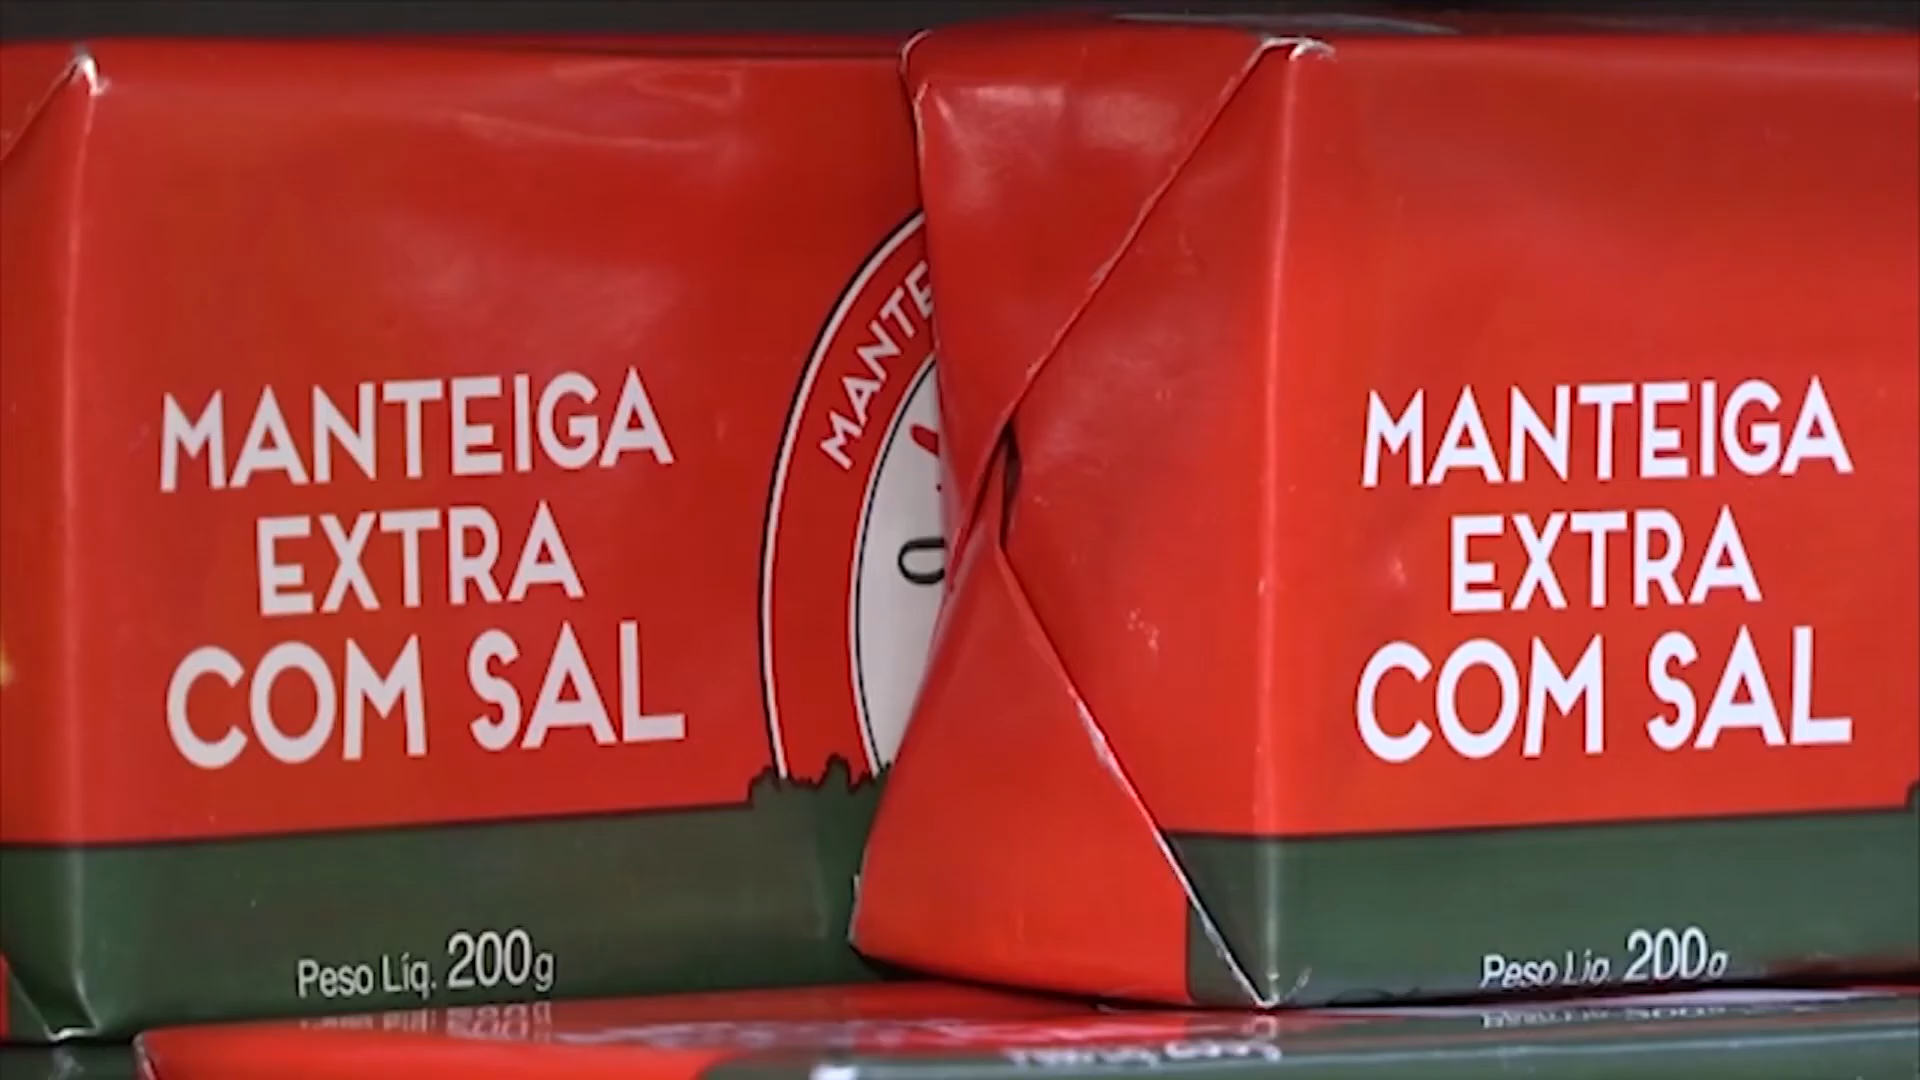 MANTEIGA
EXTRA
COM SAL
Peso Líq. 200g
MANTEIGA
EXTRA
COM SAL
Peso Líq. 200g